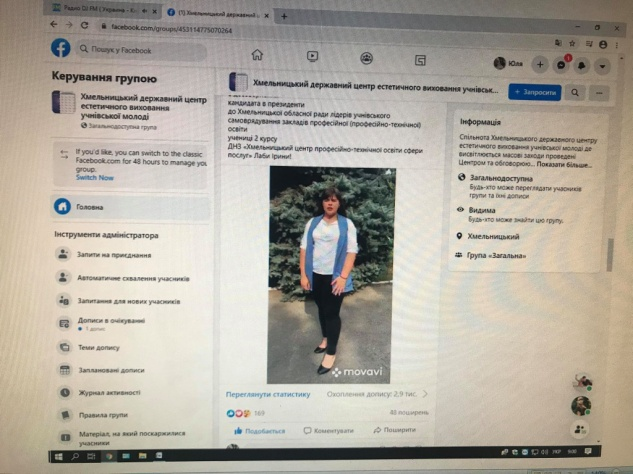 Радио DJ FM ( Украина - К
(1) Хмельницький державний
facebook.com/groups/453114775070264
Пошук у Facebook
Юля
Керування групою
Хмельницький державний центр
естетичного виховання
учнівської молоді
Загальнодоступна група
If you'd like, you can switch to the classic
Facebook.com for 48 hours to manage you
group.
Switch Now
Головна
Інструменти адміністратора
Запити на приєднання
Автоматичне схвалення учасників
Запитання для нових учасників
Дописи в очікуванні
1 допис
Теми допису
Заплановані дописи
Журнал активності
Правила групи
Матеріал, на який поскаржилися
учасники
Хмельницький державний центр естетичного виховання учнівськ...
+ Запросити
кандидата в президенти
до Хмельницької обласної ради лідерів учнівського
самоврядування закладів професійної (професійно-технічної)
освіти
учениці 2 курсу
ДНЗ «Хмельницький центр професійно-технічної освіти сфери
послуг» Лаби Ірини!
movavi
Переглянути статистику
Охоплення допису: 2,9 тис.
169
40 поширень
Подобається
Коментувати
Поширити
Інформація
Спільнота Хмельницького державного центру
естетичного виховання учнівської молоді де
висвітлюються масові заходи проведені
Центром та обговорю... Показати більше...
Загальнодоступна
Будь-хто може переглядати учасників
групи та їхні дописи
Видима
Будь-хто може знайти цю групу.
Хмельницький
Група «Загальна»
УКР